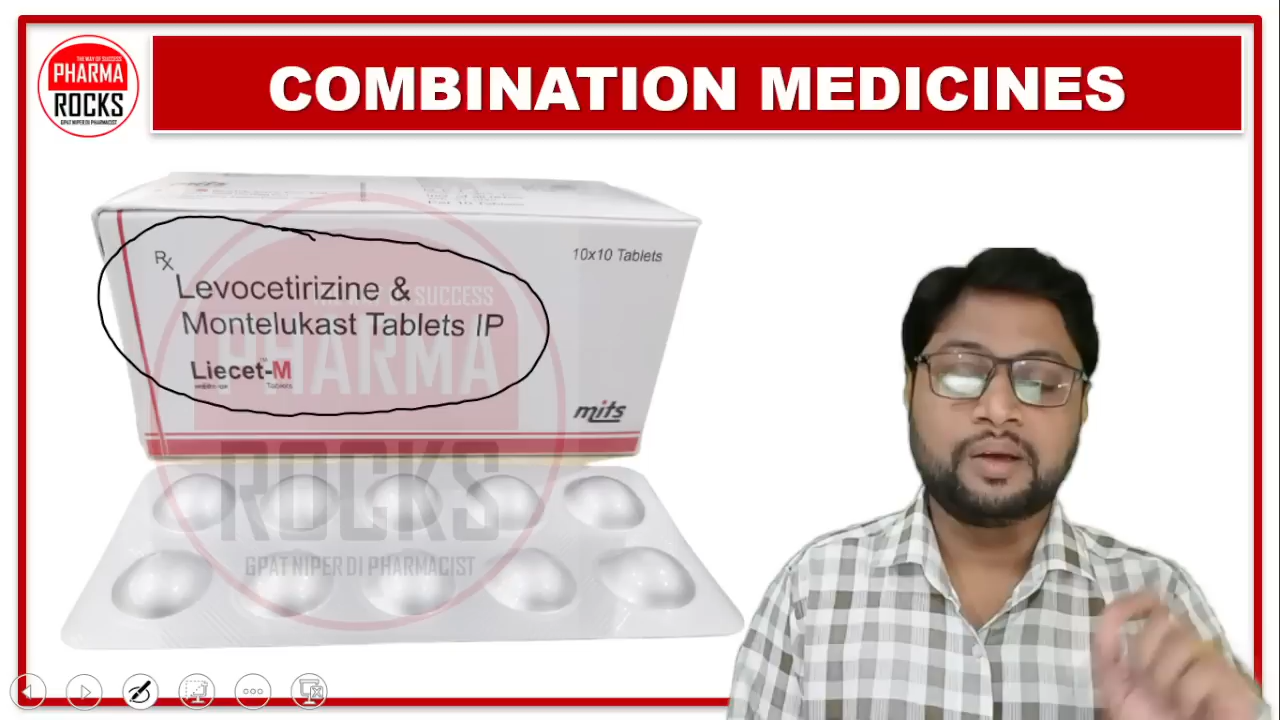 THE WAY OF SUCCESS
PHARMA
ROCKS
GPAT NIPER DI PHARMACIST
COMBINATION MEDICINES
mits
Rx
10x10 Tablets
Levocetirizine &
Montelukast Tablets IP
Liecet-M
Tablets
mits
THE WAY OF SUCCESS
PHARMA
ROCKS
GPAT NIPER DI PHARMACIST